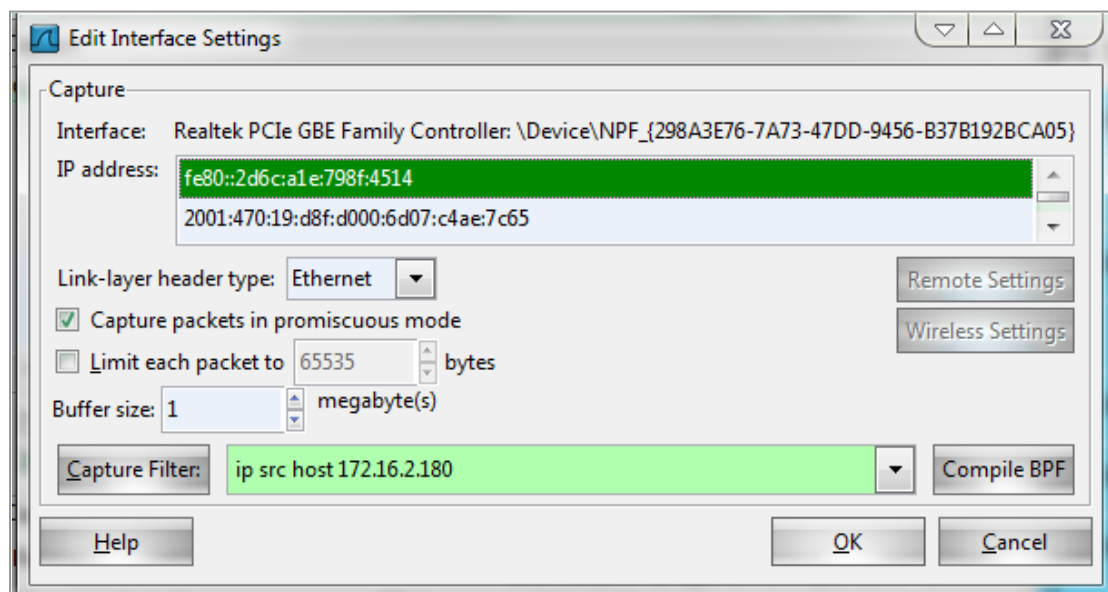 Edit Interface Settings
Capture
Interface: Realtek PCIe GBE Family Controller: \Device\NPF_{298A3E76-7A73-47DD-9456-B37B192BCA05}
IP address:
fe80::2d6c:a1e:798f:4514
2001:470:19:d8f:d000:6d07:c4ae:7c65
Link-layer header type: Ethernet
Remote Settings
Capture packets in promiscuous mode
Wireless Settings
Limit each packet to 65535 bytes
Buffer size: 1 megabyte(s)
Capture Filter: ip src host 172.16.2.180 Compile BPF
Help OK Cancel